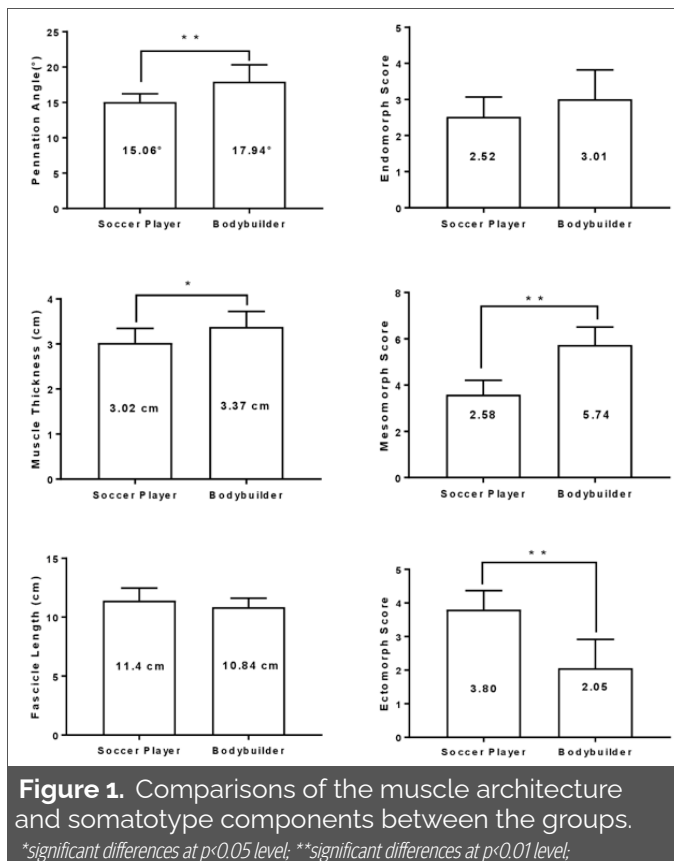 25
20
15
10
5
0
Pennation Angle(°)
* *
15.06°
17.94°
Soccer Player
Bodybuilder
5
4
3
2
1
0
Endomorph Score
2.52
3.01
Soccer Player
Bodybuilder
4
3
2
1
0
Muscle Thickness (cm)
*
3.02 cm
3.37 cm
Soccer Player
Bodybuilder
8
6
4
2
0
Mesomorph Score
* *
2.58
5.74
Soccer Player
Bodybuilder
15
10
5
0
Fascicle Length (cm)
11.4 cm
10.84 cm
Soccer Player
Bodybuilder
5
4
3
2
1
0
Ectomorph Score
* *
3.80
2.05
Soccer Player
Bodybuilder
Figure 1. Comparisons of the muscle architecture
and somatotype components between the groups.
*significant differences at p<0.05 level; **significant differences at p<0.01 level;